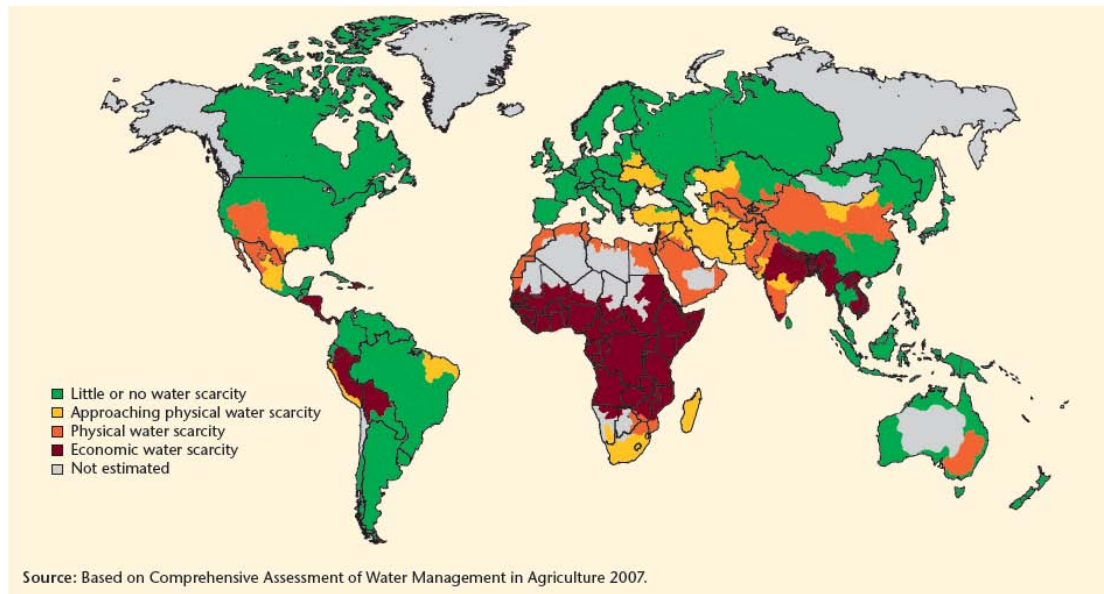 Little or no water scarcity
Approaching physical water scarcity
Physical water scarcity
Economic water scarcity
Not estimated
Source: Based on Comprehensive Assessment of Water Management in Agriculture 2007.